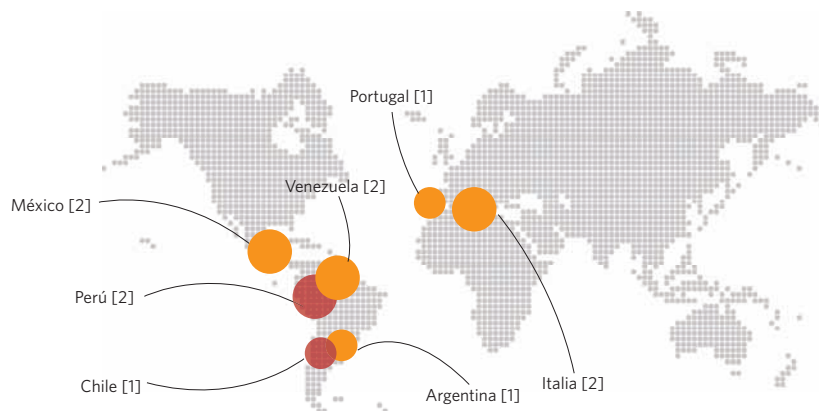 Portugal [1]
Venezuela [2]
México [2]
Perú [2]
Chile [1]
Argentina [1]
Italia [2]